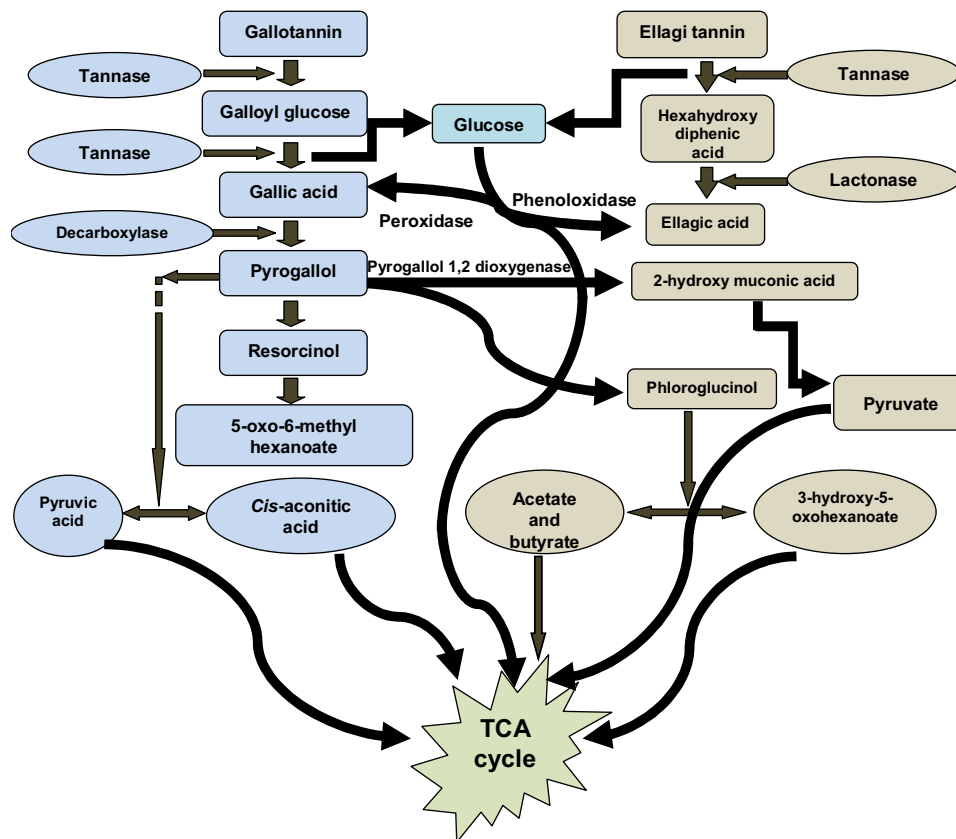 Gallotannin
Ellagi tannin
Tannase
Tannase
Galloyl glucose
Glucose
Hexahydroxy
diphenic
acid
Tannase
Gallic acid
Lactonase
Phenoloxidase
Peroxidase
Ellagic acid
Decarboxylase
Pyrogallol
Pyrogallol 1,2 dioxygenase
2-hydroxy muconic acid
Resorcinol
Phloroglucinol
Pyruvate
5-oxo-6-methyl
hexanoate
Pyruvic
acid
Cis-aconitic
acid
Acetate
and
butyrate
3-hydroxy-5-
oxohexanoate
TCA
cycle